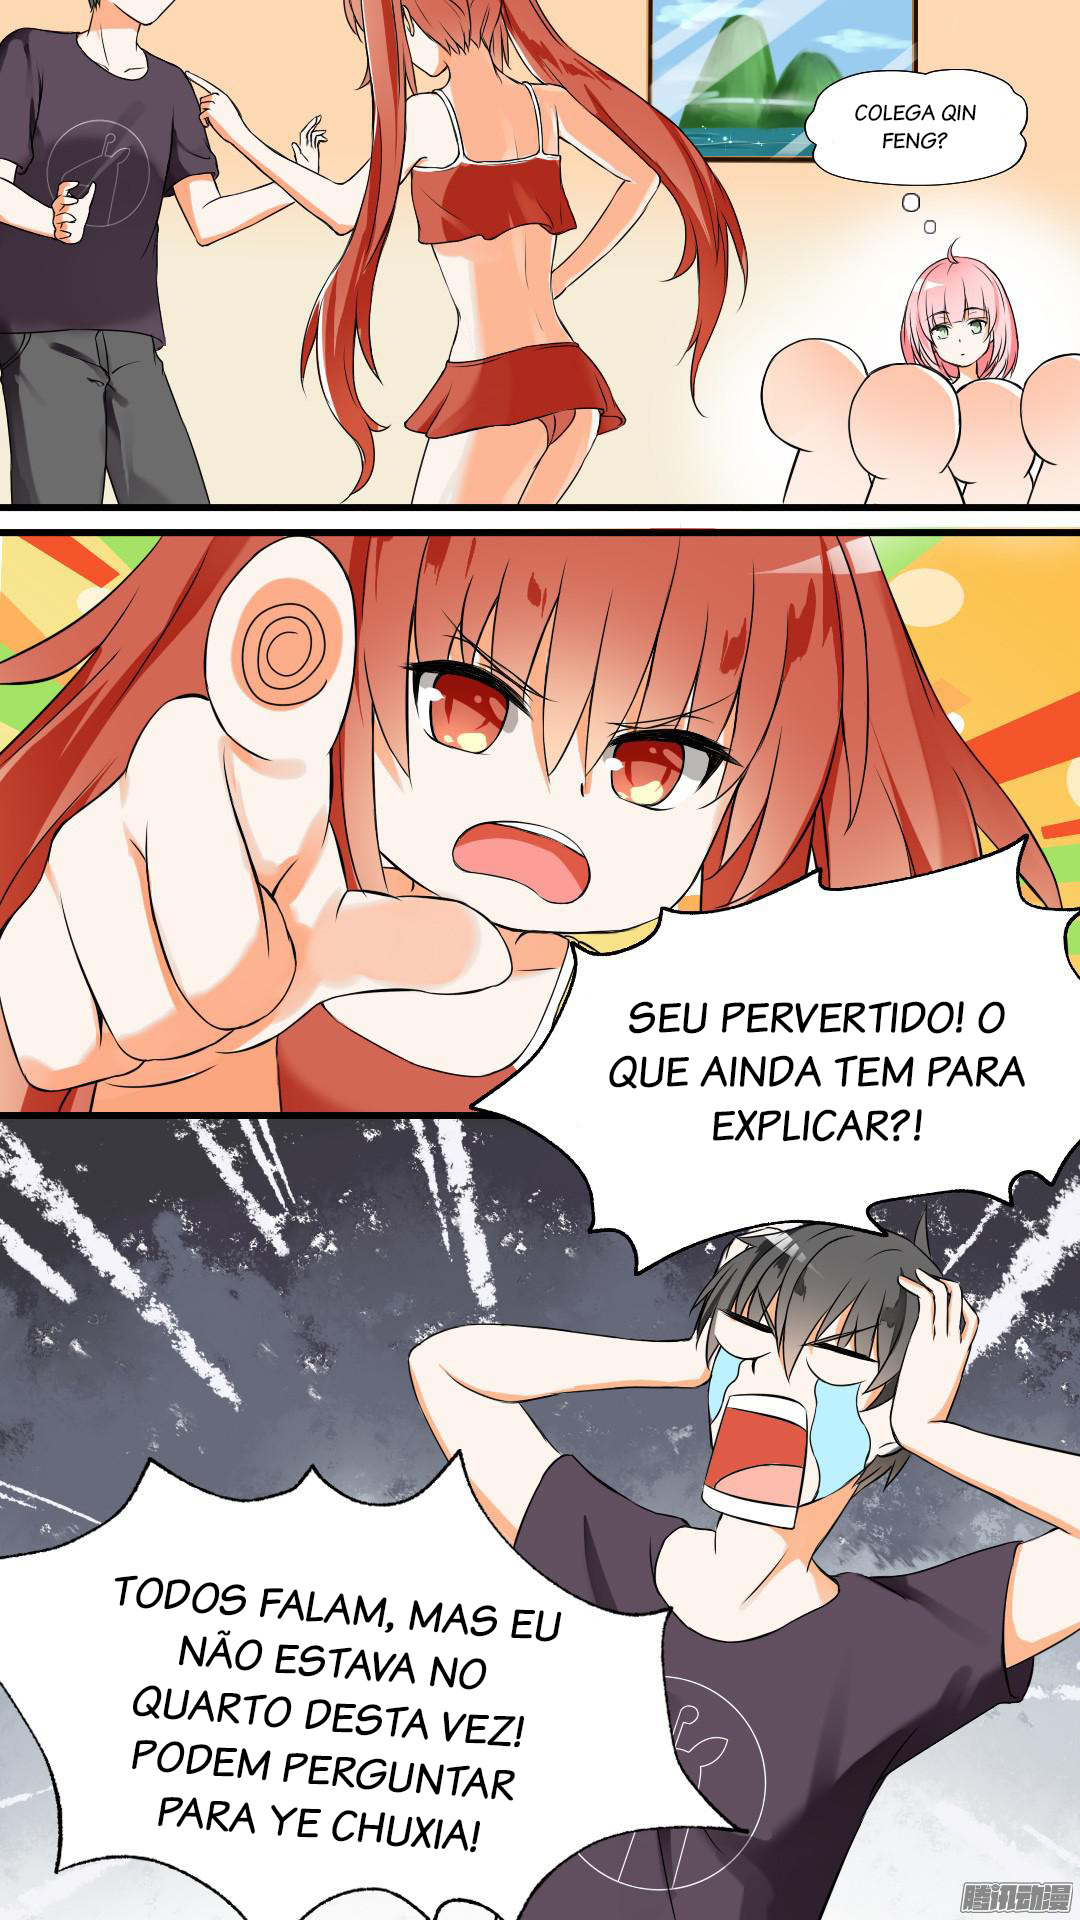 COLEGA QIN
FENG?
SEU PERVERTIDO! O
QUE AINDA TEM PARA
EXPLICAR?!
TODOS FALAM, MAS EU
NÃO ESTAVA NO
QUARTO DESTA VEZ!
PODEM PERGUNTAR
PARA YE CHUXIA!
腾讯动漫